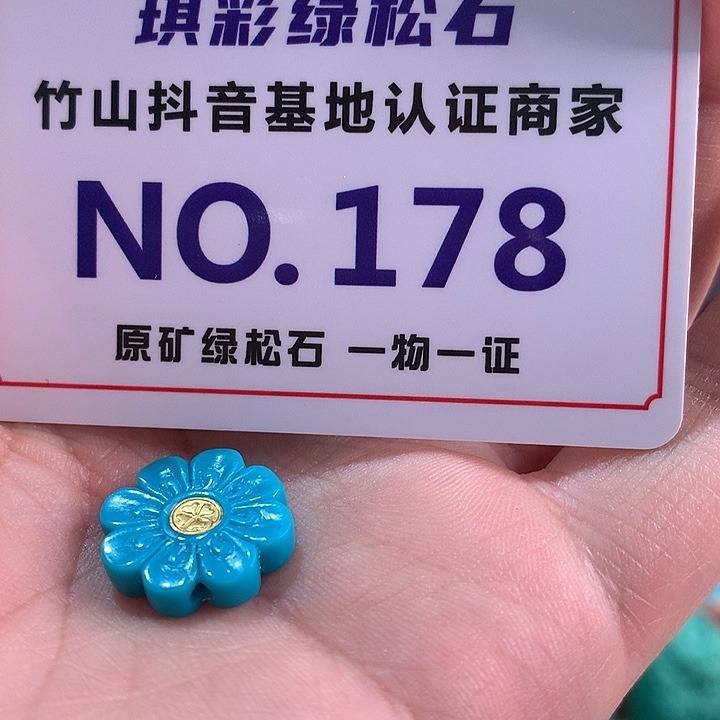 琪彩绿松石
竹山抖音基地认证商家
NO.178
原矿绿松石 一物一证